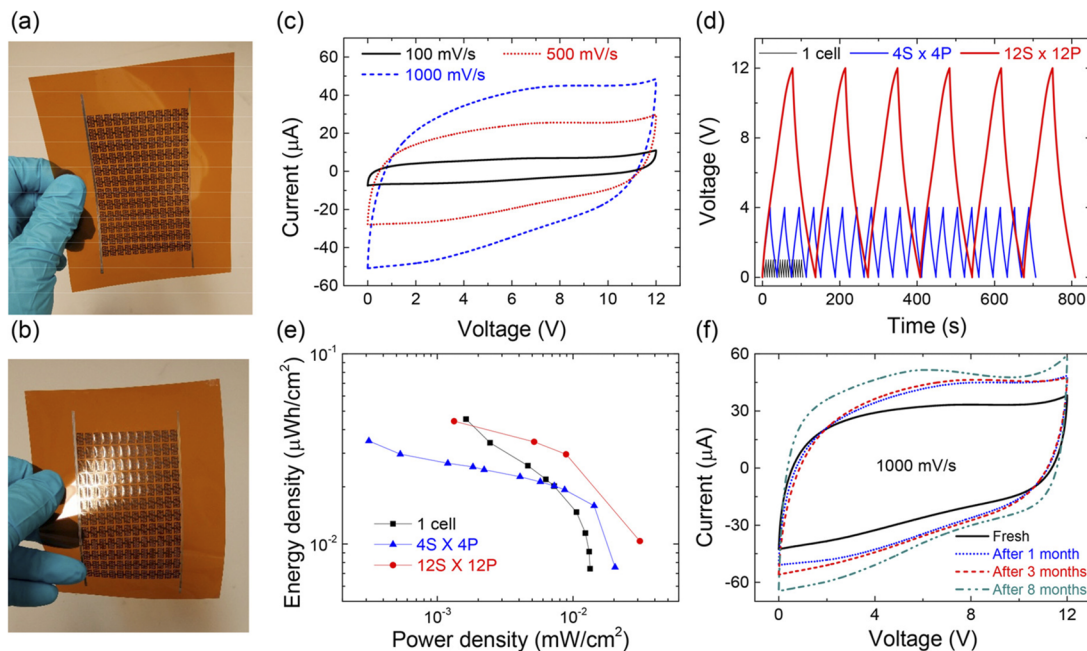 (a)
(b)
(c)
60
40
20
0
-20
-40
-60
Current (μA)
100 mV/s
500 mV/s
1000 mV/s
0
2
4
6
8
10
12
Voltage (V)
(d)
1 cell
4S x 4P
12S x 12P
12
8
4
0
Voltage (V)
0
200
400
600
800
Time (s)
(e)
10⁻¹
10⁻²
Energy density (μWh/cm²)
1 cell
4S X 4P
12S X 12P
10⁻³
10⁻²
Power density (mW/cm²)
(f)
60
30
0
-30
-60
Current (μA)
1000 mV/s
Fresh
After 1 month
After 3 months
After 8 months
0
4
8
12
Voltage (V)